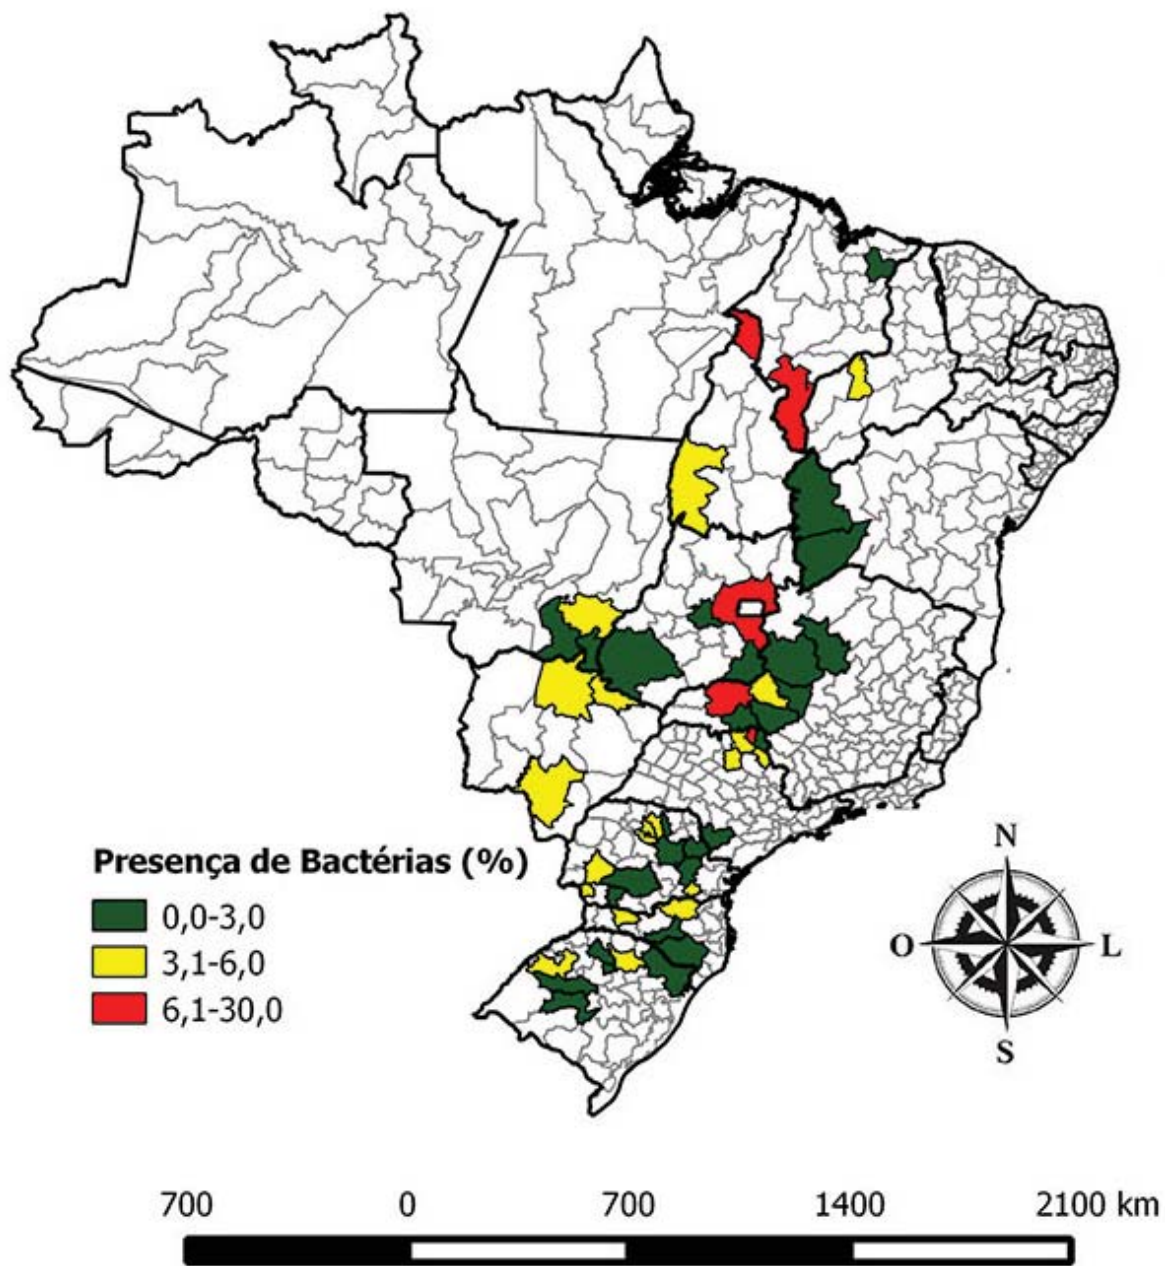 Presença de Bactérias (%)
0,0-3,0
3,1-6,0
6,1-30,0
N
O L
S
700 0 700 1400 2100 km